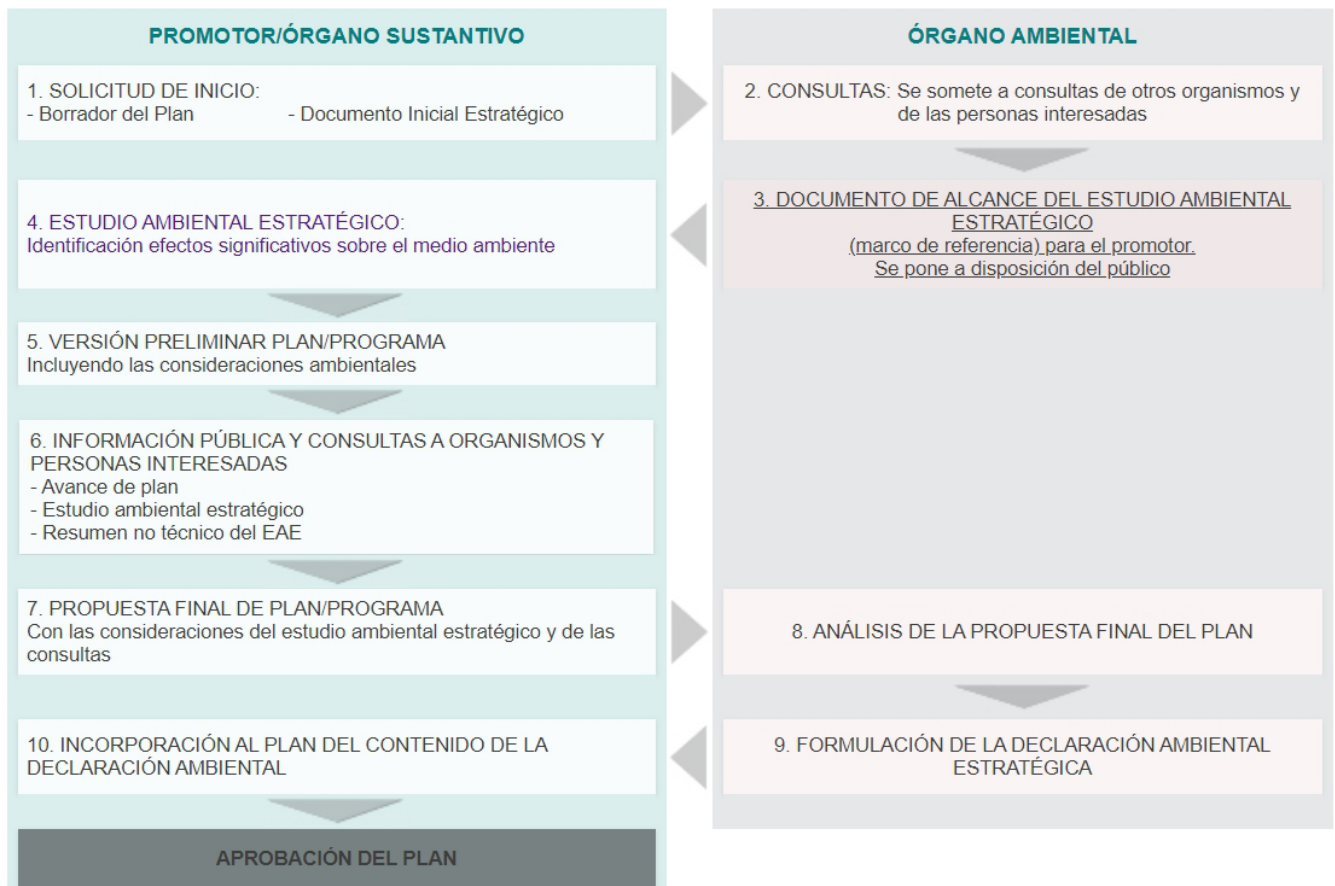 PROMOTOR/ÓRGANO SUSTANTIVO
ÓRGANO AMBIENTAL
1. SOLICITUD DE INICIO:
- Borrador del Plan - Documento Inicial Estratégico
2. CONSULTAS: Se somete a consultas de otros organismos y
de las personas interesadas
3. DOCUMENTO DE ALCANCE DEL ESTUDIO AMBIENTAL
ESTRATÉGICO
(marco de referencia) para el promotor.
Se pone a disposición del público
4. ESTUDIO AMBIENTAL ESTRATÉGICO:
Identificación efectos significativos sobre el medio ambiente
5. VERSIÓN PRELIMINAR PLAN/PROGRAMA
Incluyendo las consideraciones ambientales
6. INFORMACIÓN PÚBLICA Y CONSULTAS A ORGANISMOS Y
PERSONAS INTERESADAS
- Avance de plan
- Estudio ambiental estratégico
- Resumen no técnico del EAE
7. PROPUESTA FINAL DE PLAN/PROGRAMA
Con las consideraciones del estudio ambiental estratégico y de las
consultas
8. ANÁLISIS DE LA PROPUESTA FINAL DEL PLAN
9. FORMULACIÓN DE LA DECLARACIÓN AMBIENTAL
ESTRATÉGICA
10. INCORPORACIÓN AL PLAN DEL CONTENIDO DE LA
DECLARACIÓN AMBIENTAL
APROBACIÓN DEL PLAN